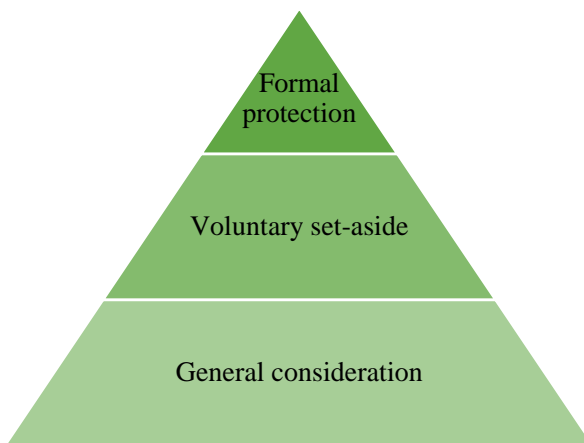 Formal
protection
Voluntary set-aside
General consideration